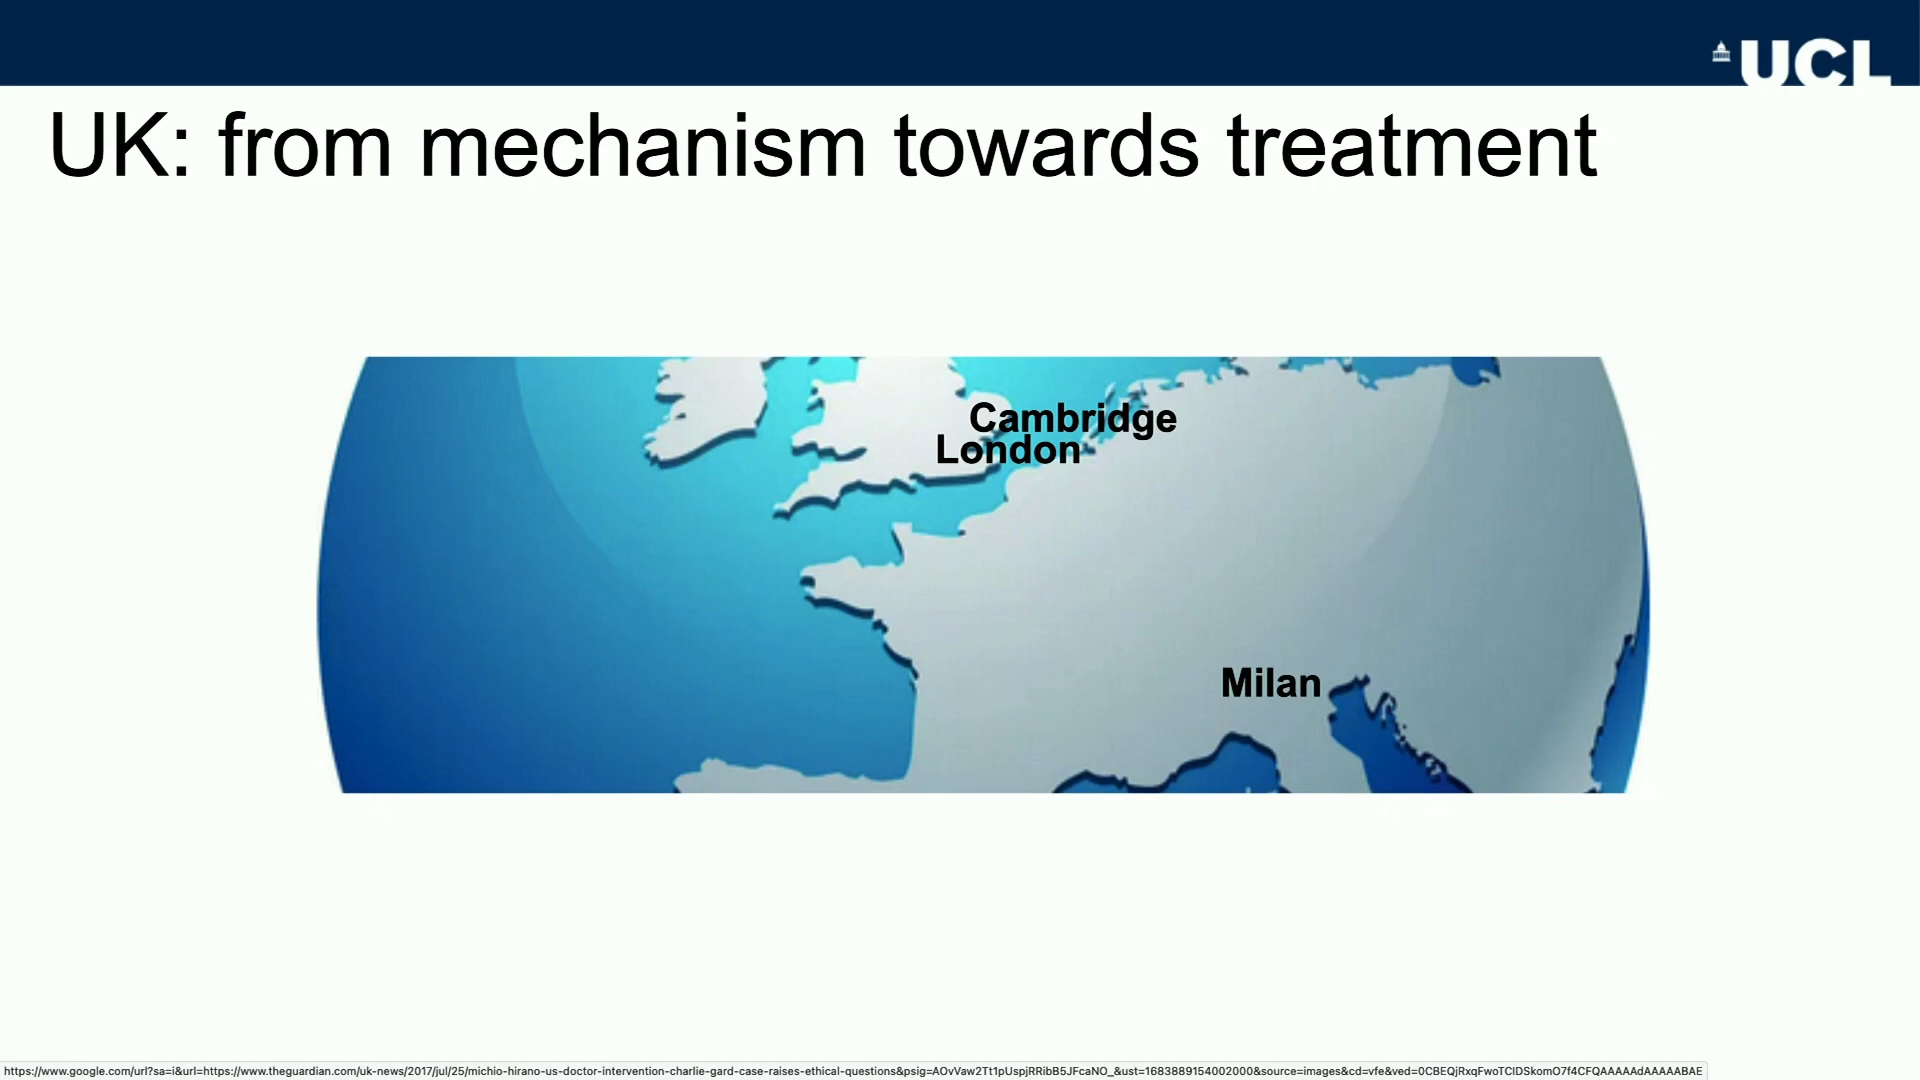 UCL
UK: from mechanism towards treatment
Cambridge
London
Milan
https://www.google.com/url?sa=i&url=https://www.theguardian.com/uk-news/2017/jul/25/michio-hirano-us-doctor-intervention-charlie-gard-case-raises-ethical-questions&psig=AOvVaw2Tt1pUspjRRibB5JFcaNO_&ust=1683889154002000&source=images&cd=vfe&ved=0CBEQjRxqFwoTCIDSkomO7f4CFQAAAAAdAAAAABAE